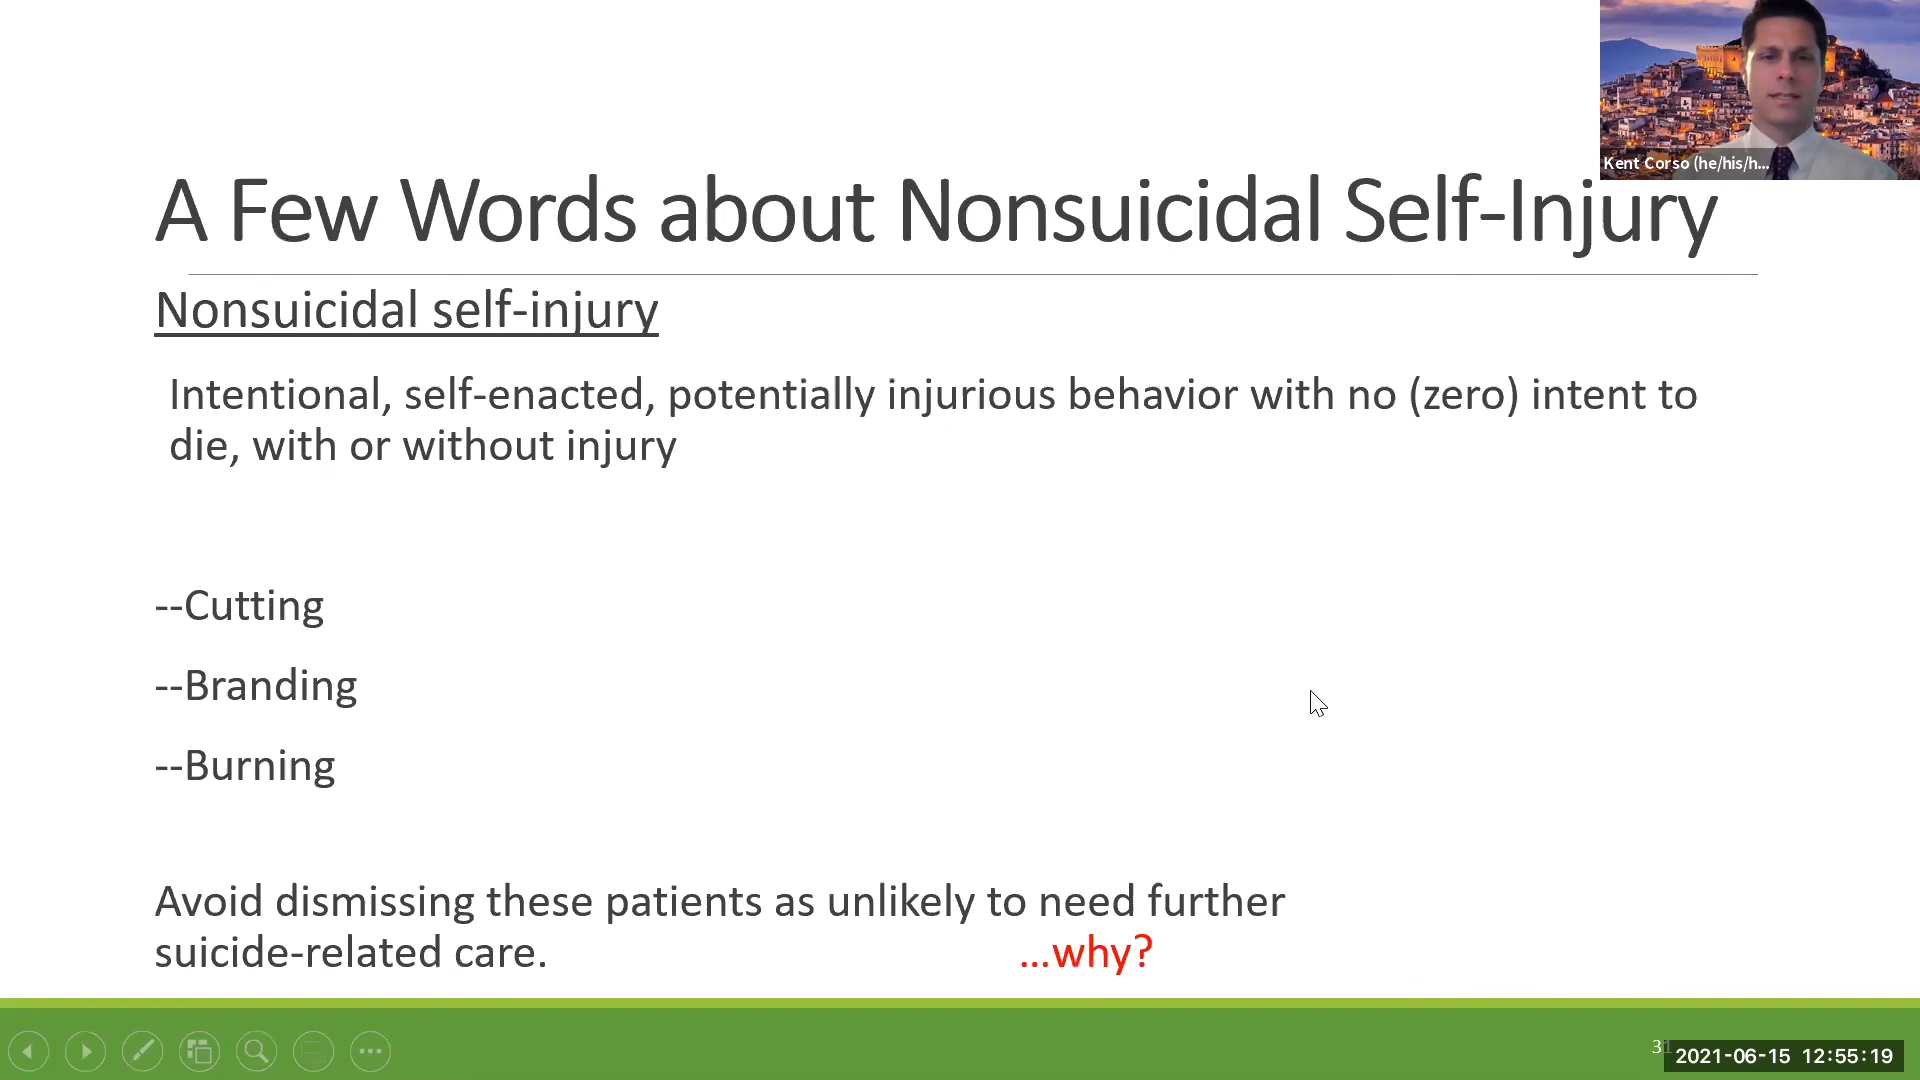 Kent Corso (he/his/h...
A Few Words about Nonsuicidal Self-Injury
Nonsuicidal self-injury
Intentional, self-enacted, potentially injurious behavior with no (zero) intent to
die, with or without injury
--Cutting
--Branding
--Burning
Avoid dismissing these patients as unlikely to need further
suicide-related care. ...why?
31
2021-06-15 12:55:19